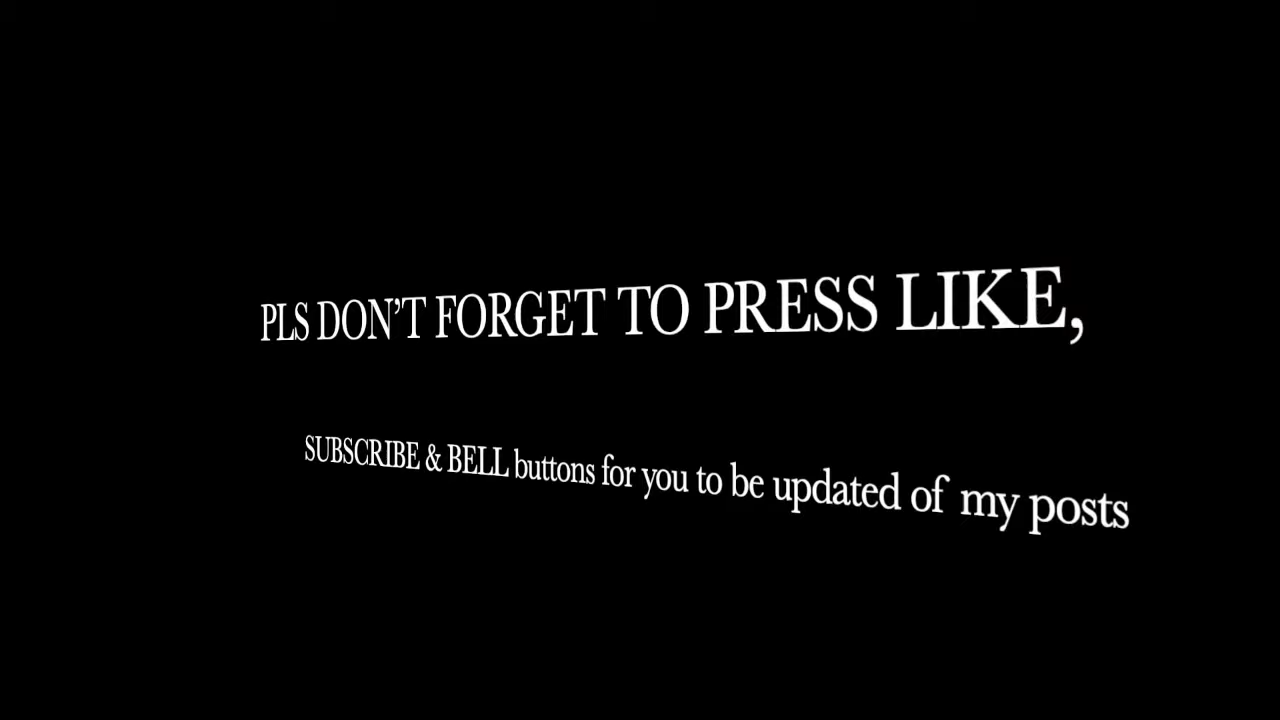 PLS DON’T FORGET TO PRESS LIKE,
SUBSCRIBE & BELL buttons for you to be updated of my posts